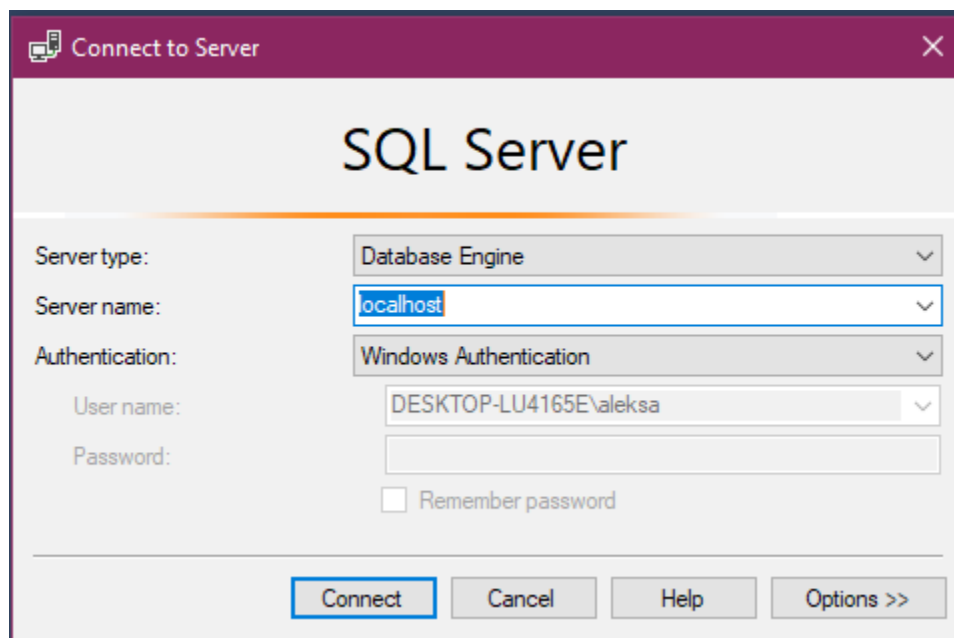 Connect to Server
SQL Server
Server type: Database Engine
Server name: localhost
Authentication: Windows Authentication
User name: DESKTOP-LU4165E\aleksa
Password:
Remember password
Connect Cancel Help Options >>